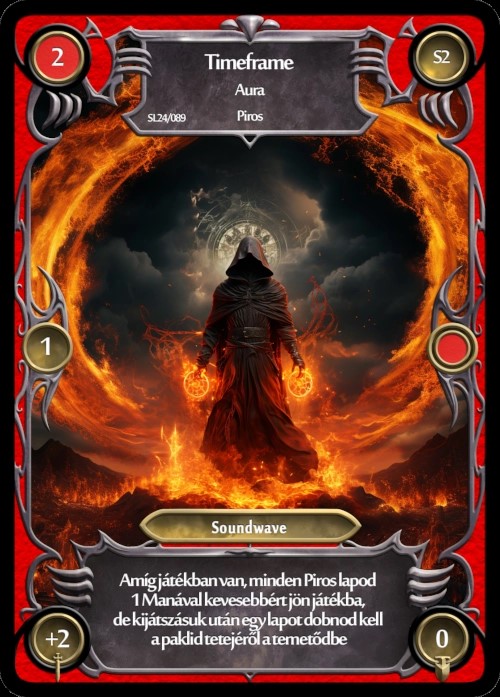 2
S2
Timeframe
Aura
SL24/089
Piros
1
Soundwave
Amíg játékban van, minden Piros lapod
1 Manával kevesebbért jön játékba,
de kijátszásuk után egy lapot dobnod kell
a paklid tetejéről a temetődbe
+2
0